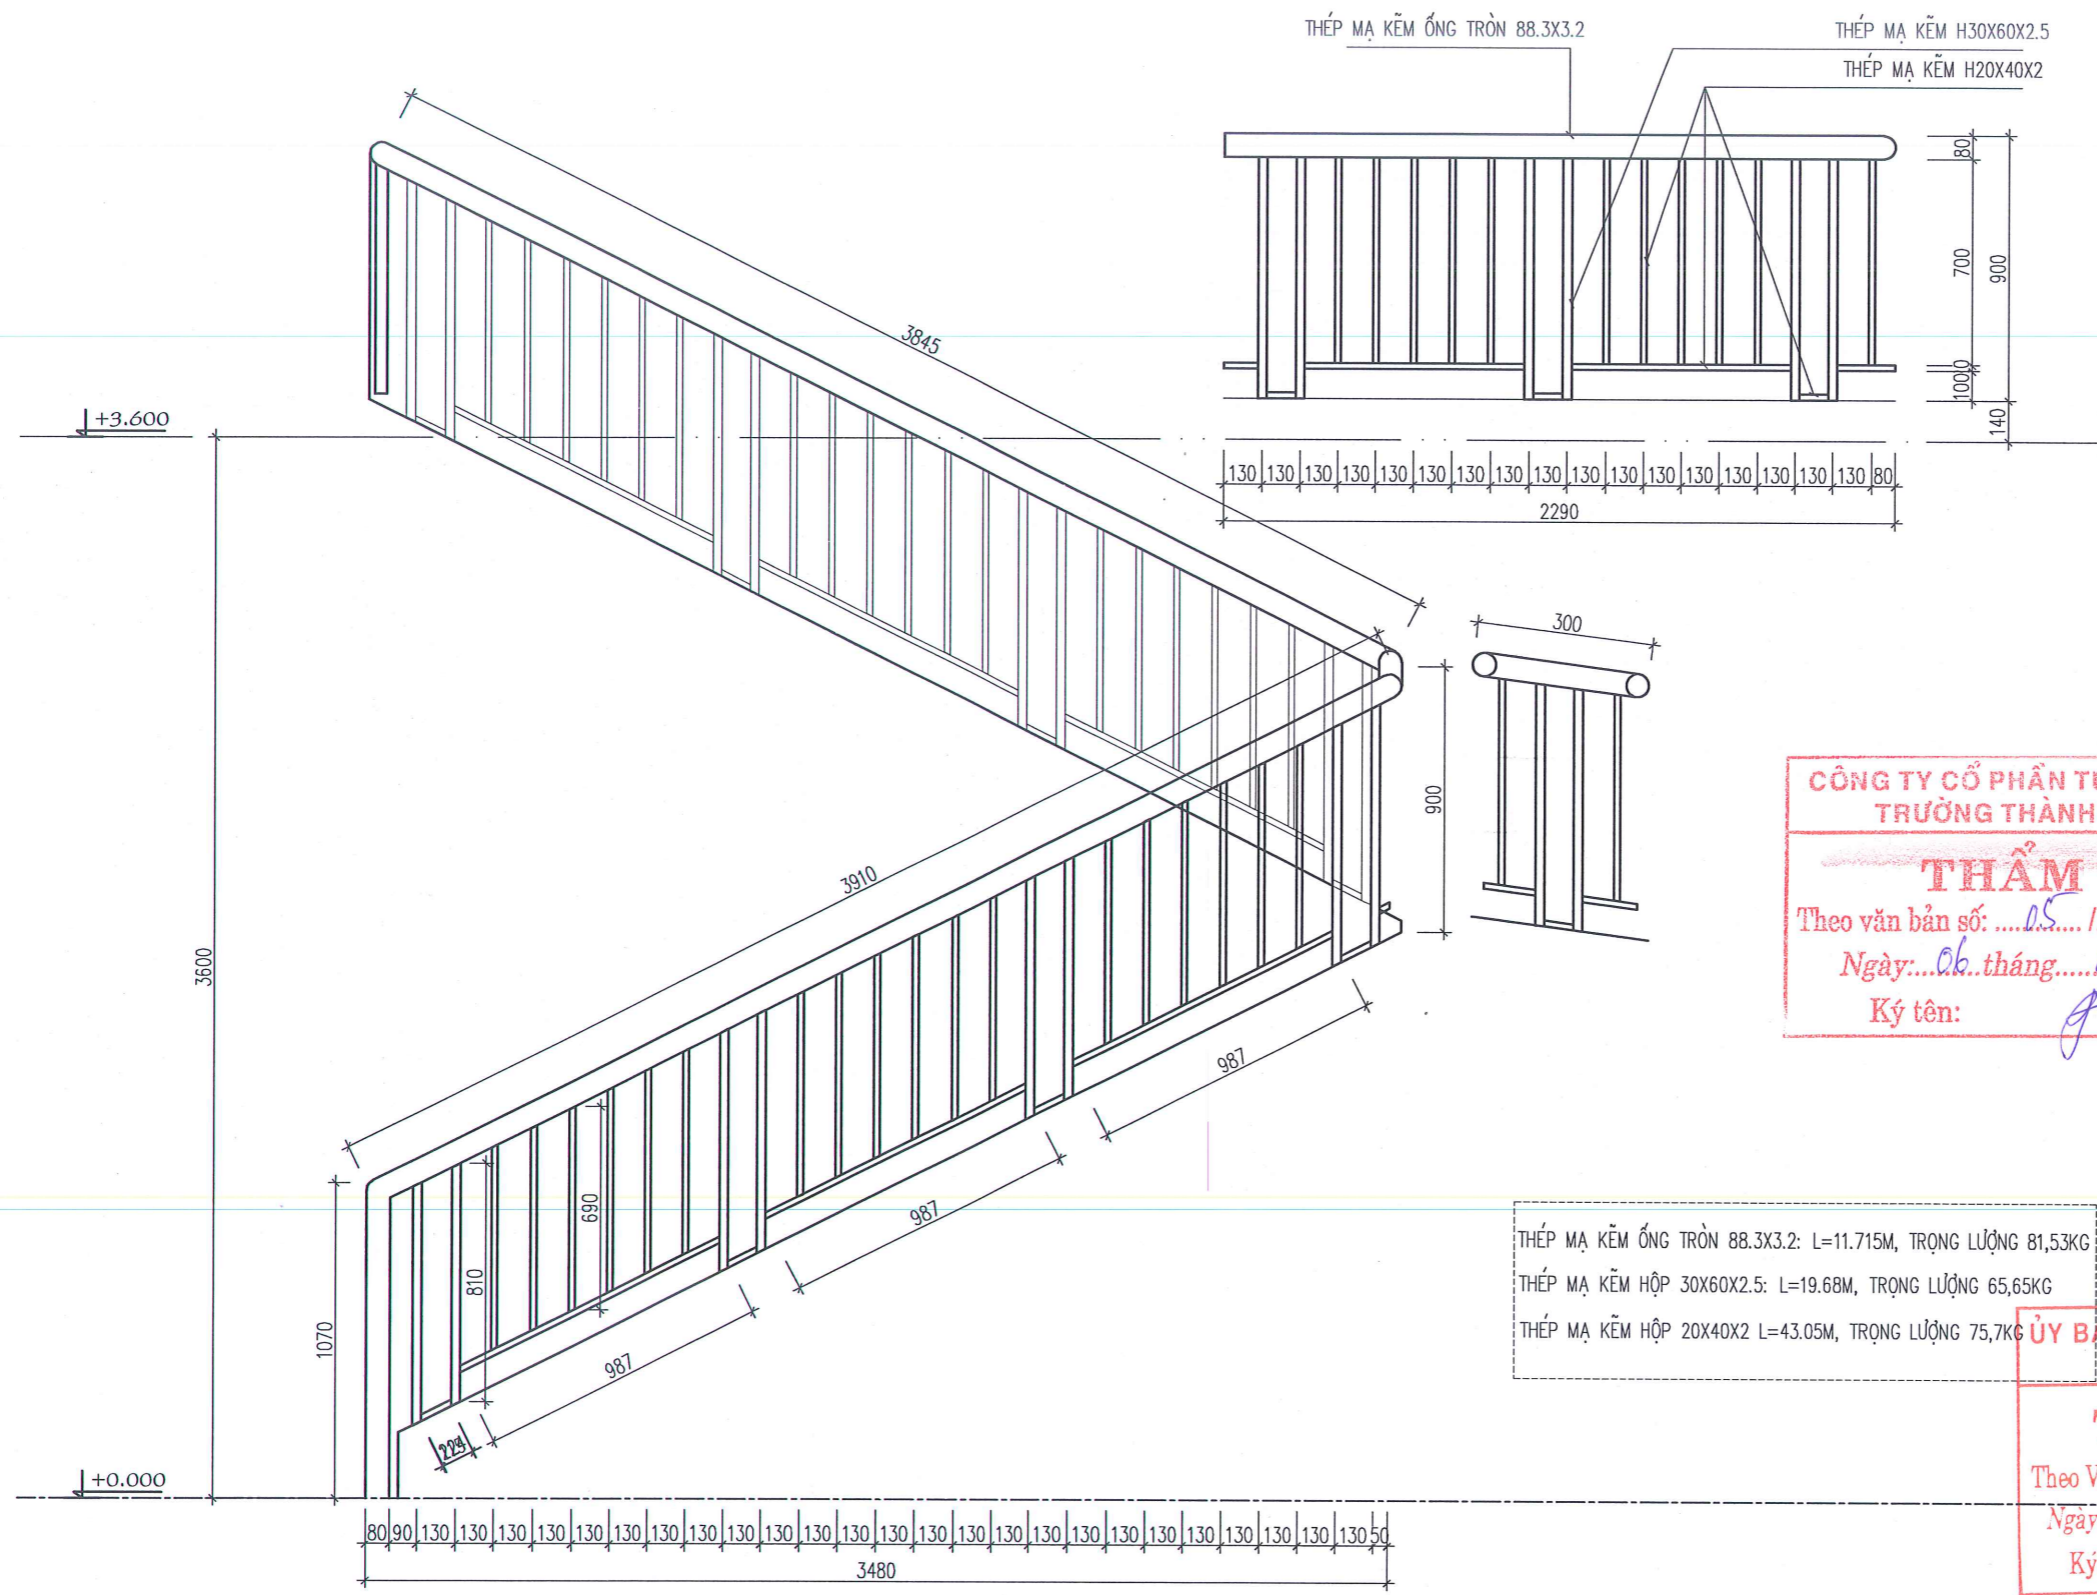 THÉP MẠ KẼM ỐNG TRÒN 88.3X3.2
THÉP MẠ KẼM H30X60X2.5
THÉP MẠ KẼM H20X40X2
80
700
900
100
140
130 130 130 130 130 130 130 130 130 130 130 130 130 130 130 130 130 80
2290
3845
+3.600
300
900
3910
3600
CÔNG TY CỔ PHẦN
TRƯỜNG THÀNH
THẨM
Theo văn bản số: .....05..... /
Ngày:...06...tháng.....
Ký tên:
987
987
987
690
810
1070
THÉP MẠ KẼM ỐNG TRÒN 88.3X3.2: L=11.715M, TRỌNG LƯỢNG 81,53KG
THÉP MẠ KẼM HỘP 30X60X2.5: L=19.68M, TRỌNG LƯỢNG 65,65KG
THÉP MẠ KẼM HỘP 20X40X2 L=43.05M, TRỌNG LƯỢNG 75,7KG
ỦY
Theo
Ngày
Ký
+0.000
80 90 130 130 130 130 130 130 130 130 130 130 130 130 130 130 130 130 130 130 130 130 130 130 130 130 130 50
3480